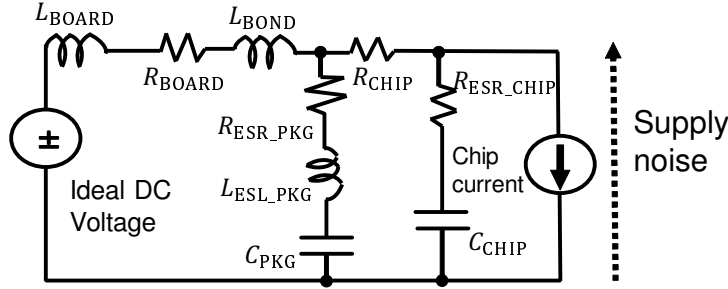 L_BOARD
L_BOND
R_BOARD
R_CHIP
R_ESR_CHIP
R_ESR_PKG
±
Chip
current
Supply
noise
Ideal DC
Voltage
L_ESL_PKG
C_PKG
C_CHIP